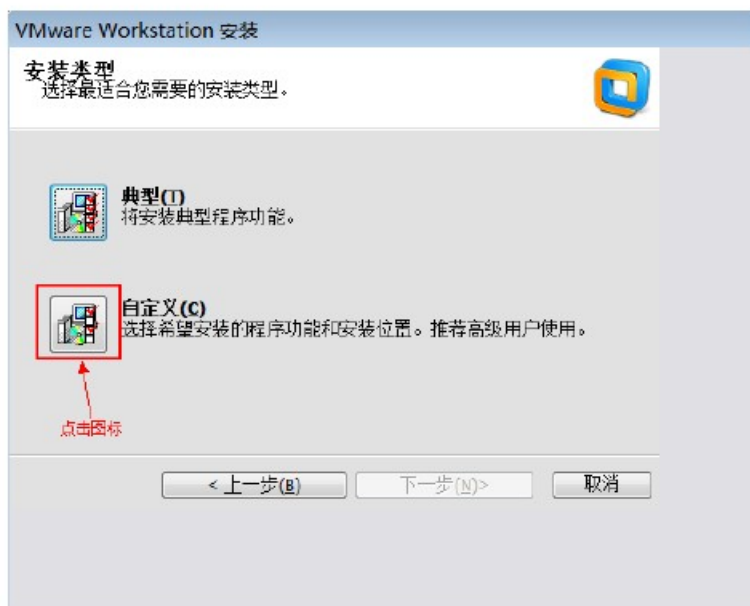 VMware Workstation 安装
安装类型
选择最适合您需要的安装类型。
典型(T)
将安装典型程序功能。
自定义(C)
选择希望安装的程序功能和安装位置。推荐高级用户使用。
点击图标
< 上一步(B)
下一步(N)>
取消